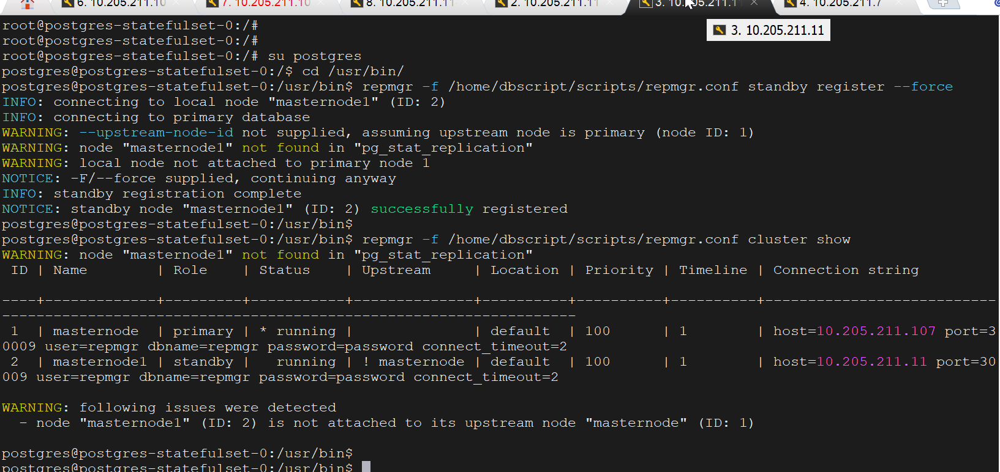 6. 10.205.211.10
7. 10.205.211.10
8. 10.205.211.11
2. 10.205.211.11
3. 10. 05.211.11
4. 10.205.211.7
root@postgres-statefulset-0:/#
3. 10.205.211.11
root@postgres-statefulset-0:/#
root@postgres-statefulset-0:/# su postgres
postgres@postgres-statefulset-0:/$ cd /usr/bin/
postgres@postgres-statefulset-0:/usr/bin$ repmgr -f /home/dbscript/scripts/repmgr.conf standby register --force
INFO: connecting to local node "masternode1" (ID: 2)
INFO: connecting to primary database
WARNING: --upstream-node-id not supplied, assuming upstream node is primary (node ID: 1)
WARNING: node "masternode1" not found in "pg_stat_replication"
WARNING: local node not attached to primary node 1
NOTICE: -F/--force supplied, continuing anyway
INFO: standby registration complete
NOTICE: standby node "masternode1" (ID: 2) successfully registered
postgres@postgres-statefulset-0:/usr/bin$
postgres@postgres-statefulset-0:/usr/bin$ repmgr -f /home/dbscript/scripts/repmgr.conf cluster show
WARNING: node "masternode1" not found in "pg_stat_replication"
 ID | Name        | Role    | Status    | Upstream     | Location | Priority | Timeline | Connection string
----+-------------+---------+-----------+--------------+----------+----------+----------+---------------------------
-------------------------------------------------------------------
 1  | masternode  | primary | * running |              | default  | 100      | 1        | host=10.205.211.107 port=3
0009 user=repmgr dbname=repmgr password=password connect_timeout=2
 2  | masternode1 | standby |   running | ! masternode | default  | 100      | 1        | host=10.205.211.11 port=30
009 user=repmgr dbname=repmgr password=password connect_timeout=2
WARNING: following issues were detected
  - node "masternode1" (ID: 2) is not attached to its upstream node "masternode" (ID: 1)
postgres@postgres-statefulset-0:/usr/bin$
postgres@postgres-statefulset-0:/usr/bin$